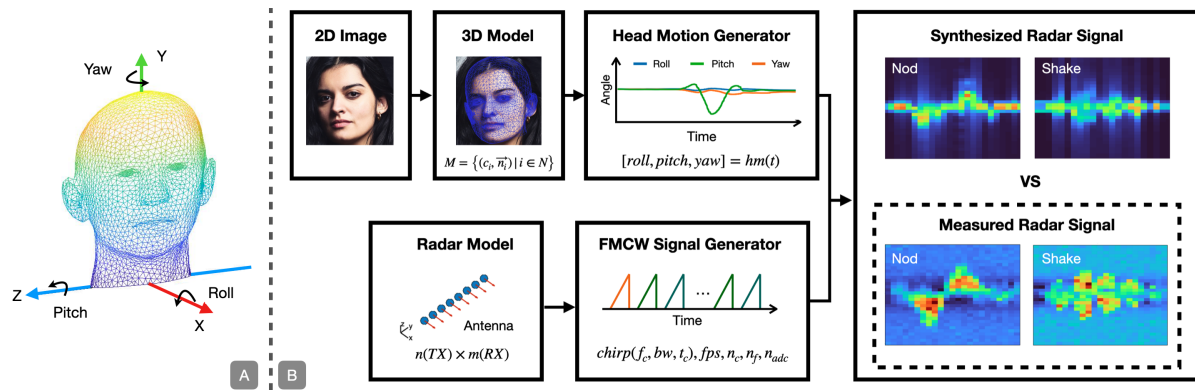 Y
Yaw
Z
Pitch
Roll
X
A
B
2D Image
3D Model
M = {(c_i, \vec{n_i}) | i ∈ N}
Head Motion Generator
Roll
Pitch
Yaw
Angle
Time
[roll, pitch, yaw] = hm(t)
Radar Model
z
y
x
Antenna
n(TX) × m(RX)
FMCW Signal Generator
...
Time
chirp(f_c, bw, t_c), fps, n_c, n_f, n_adc
Synthesized Radar Signal
Nod
Shake
VS
Measured Radar Signal
Nod
Shake